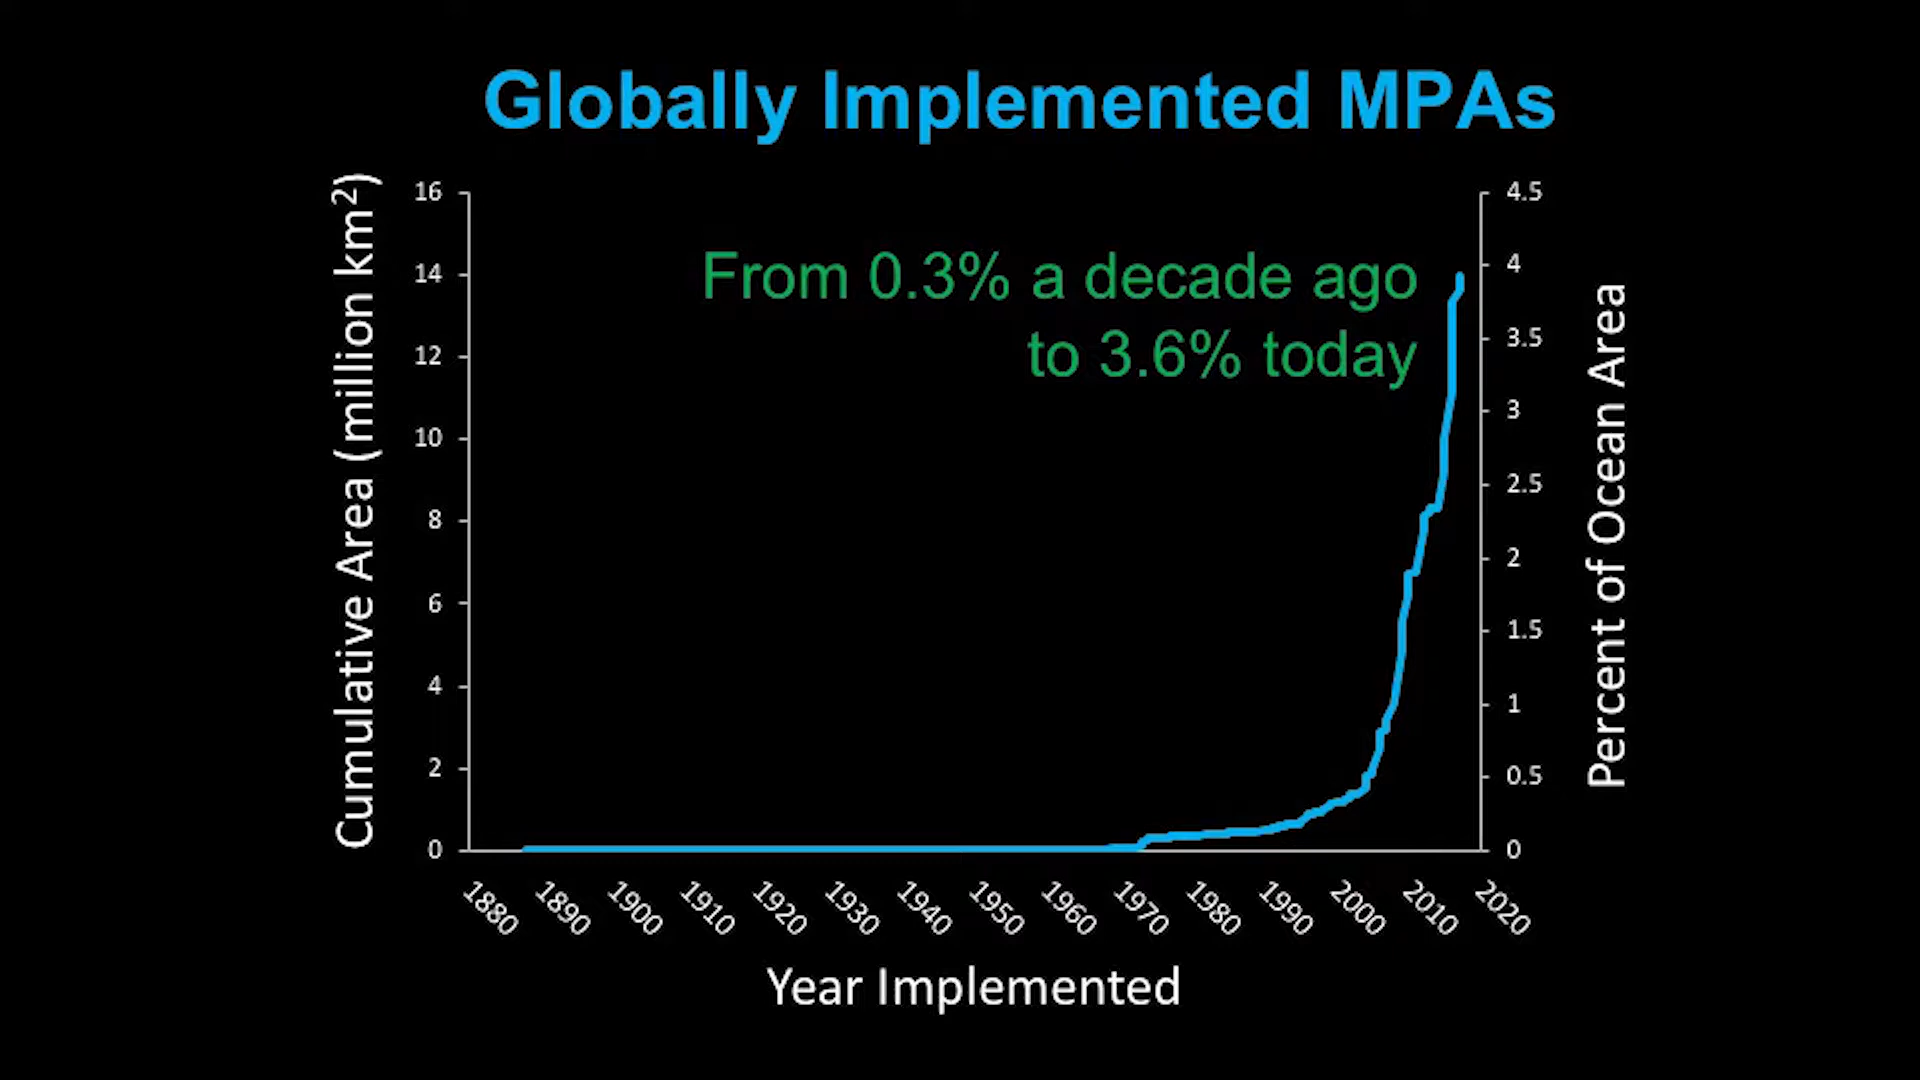 Globally Implemented MPAs
From 0.3% a decade ago
to 3.6% today
Cumulative Area (million km²)
16
14
12
10
8
6
4
2
0
4.5
4
3.5
3
2.5
2
1.5
1
0.5
0
Percent of Ocean Area
1880 1890 1900 1910 1920 1930 1940 1950 1960 1970 1980 1990 2000 2010 2020
Year Implemented